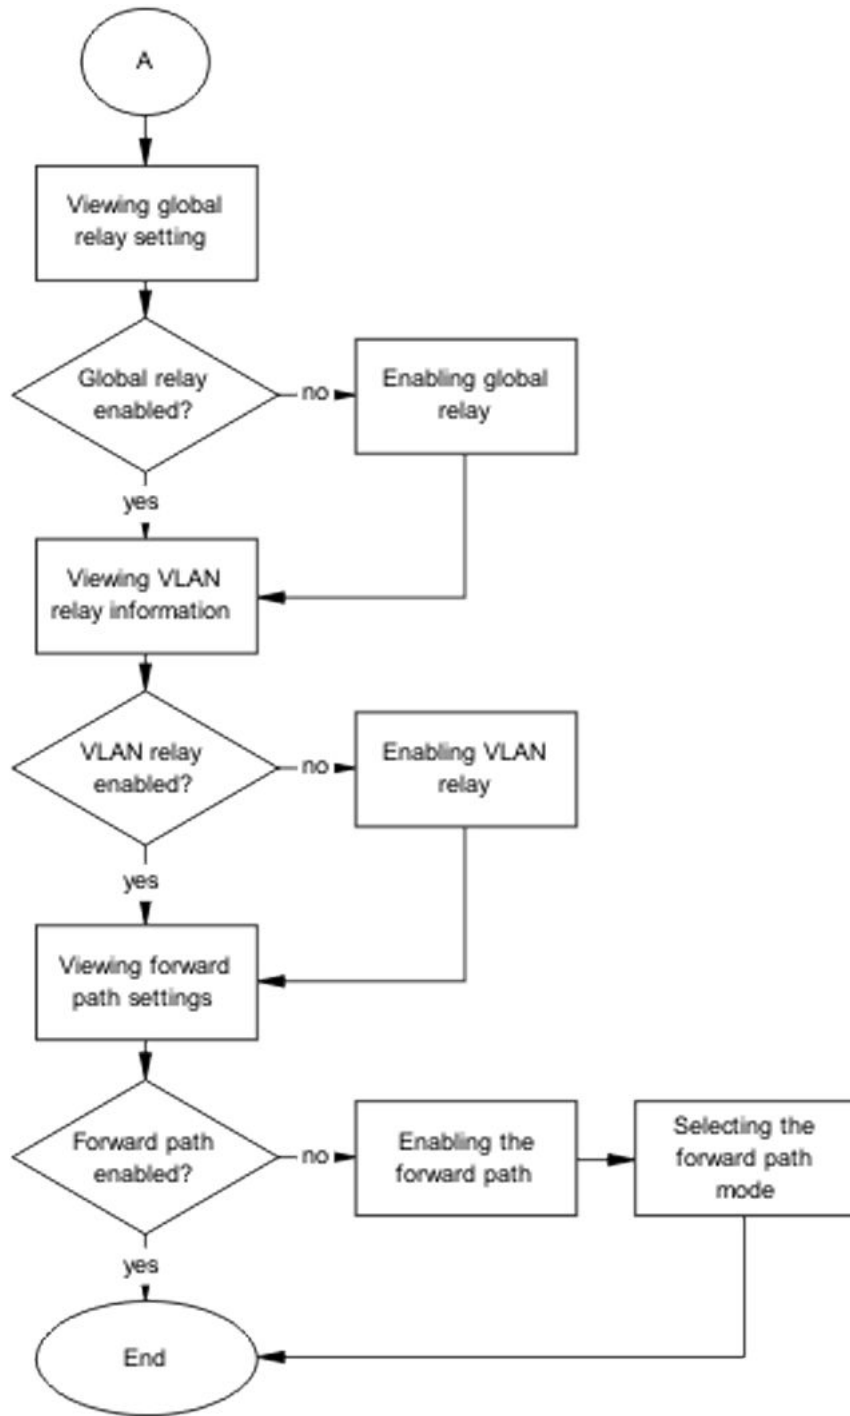 A
Viewing global
relay setting
Global relay
enabled?
no
Enabling global
relay
yes
Viewing VLAN
relay information
VLAN relay
enabled?
no
Enabling VLAN
relay
yes
Viewing forward
path settings
Forward path
enabled?
no
Enabling the
forward path
Selecting the
forward path
mode
yes
End